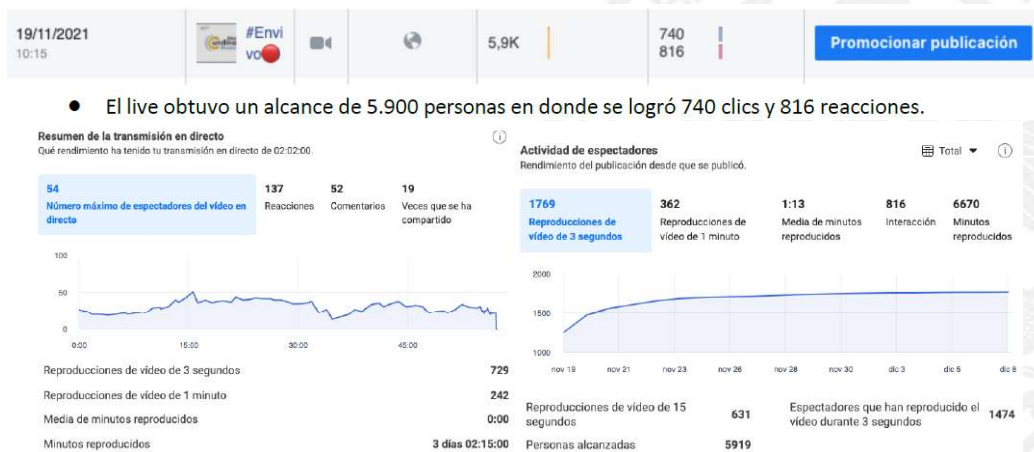 19/11/2021
10:15
#Envi
vo
5,9K
740
816
Promocionar publicación
● El live obtuvo un alcance de 5.900 personas en donde se logró 740 clics y 816 reacciones.
Resumen de la transmisión en directo
Qué rendimiento ha tenido tu transmisión en directo de 02:02:00.
54
Número máximo de espectadores del vídeo en
directo
137
Reacciones
52
Comentarios
19
Veces que se ha
compartido
100
50
0
0:00 15:00 30:00 45:00
Reproducciones de vídeo de 3 segundos 729
Reproducciones de vídeo de 1 minuto 242
Media de minutos reproducidos 0:00
Minutos reproducidos 3 días 02:15:00
Actividad de espectadores
Rendimiento del publicación desde que se publicó.
Total
1769
Reproducciones de
vídeo de 3 segundos
362
Reproducciones de
vídeo de 1 minuto
1:13
Media de minutos
reproducidos
816
Interacción
6670
Minutos
reproducidos
2000
1500
1000
nov 19 nov 21 nov 23 nov 26 nov 28 nov 30 dic 3 dic 5 dic 8
Reproducciones de vídeo de 15
segundos
631
Espectadores que han reproducido el
vídeo durante 3 segundos
1474
Personas alcanzadas 5919